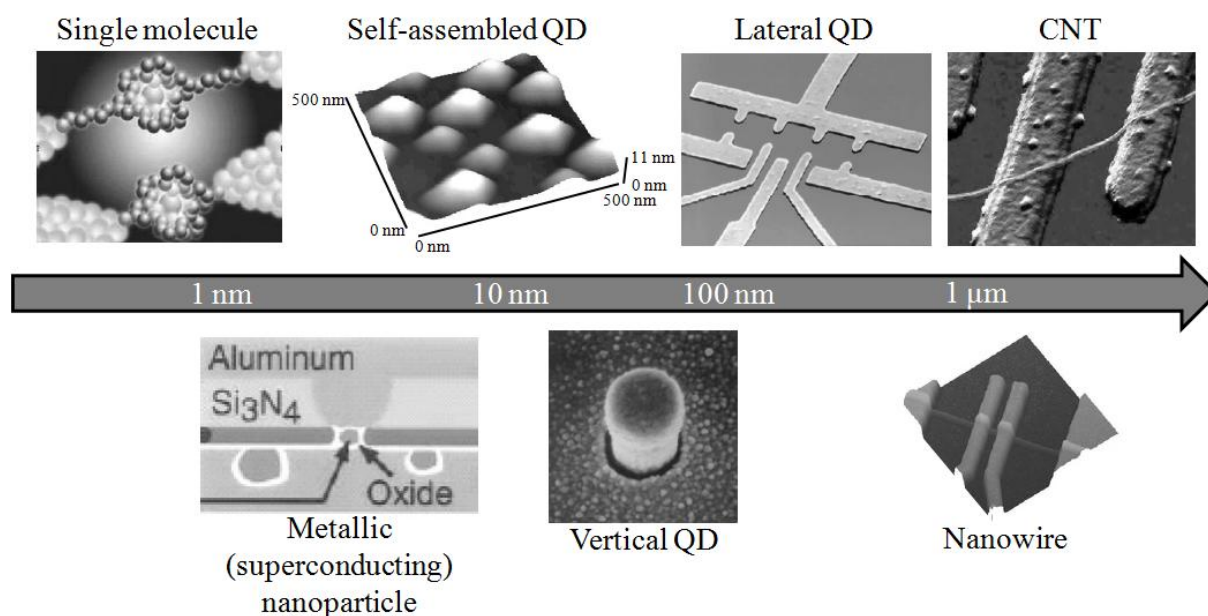 Single molecule
Self-assembled QD
Lateral QD
CNT
500 nm
11 nm
0 nm
500 nm
0 nm
0 nm
1 nm
10 nm
100 nm
1 μm
Aluminum
Si₃N₄
Oxide
Metallic
(superconducting)
nanoparticle
Vertical QD
Nanowire